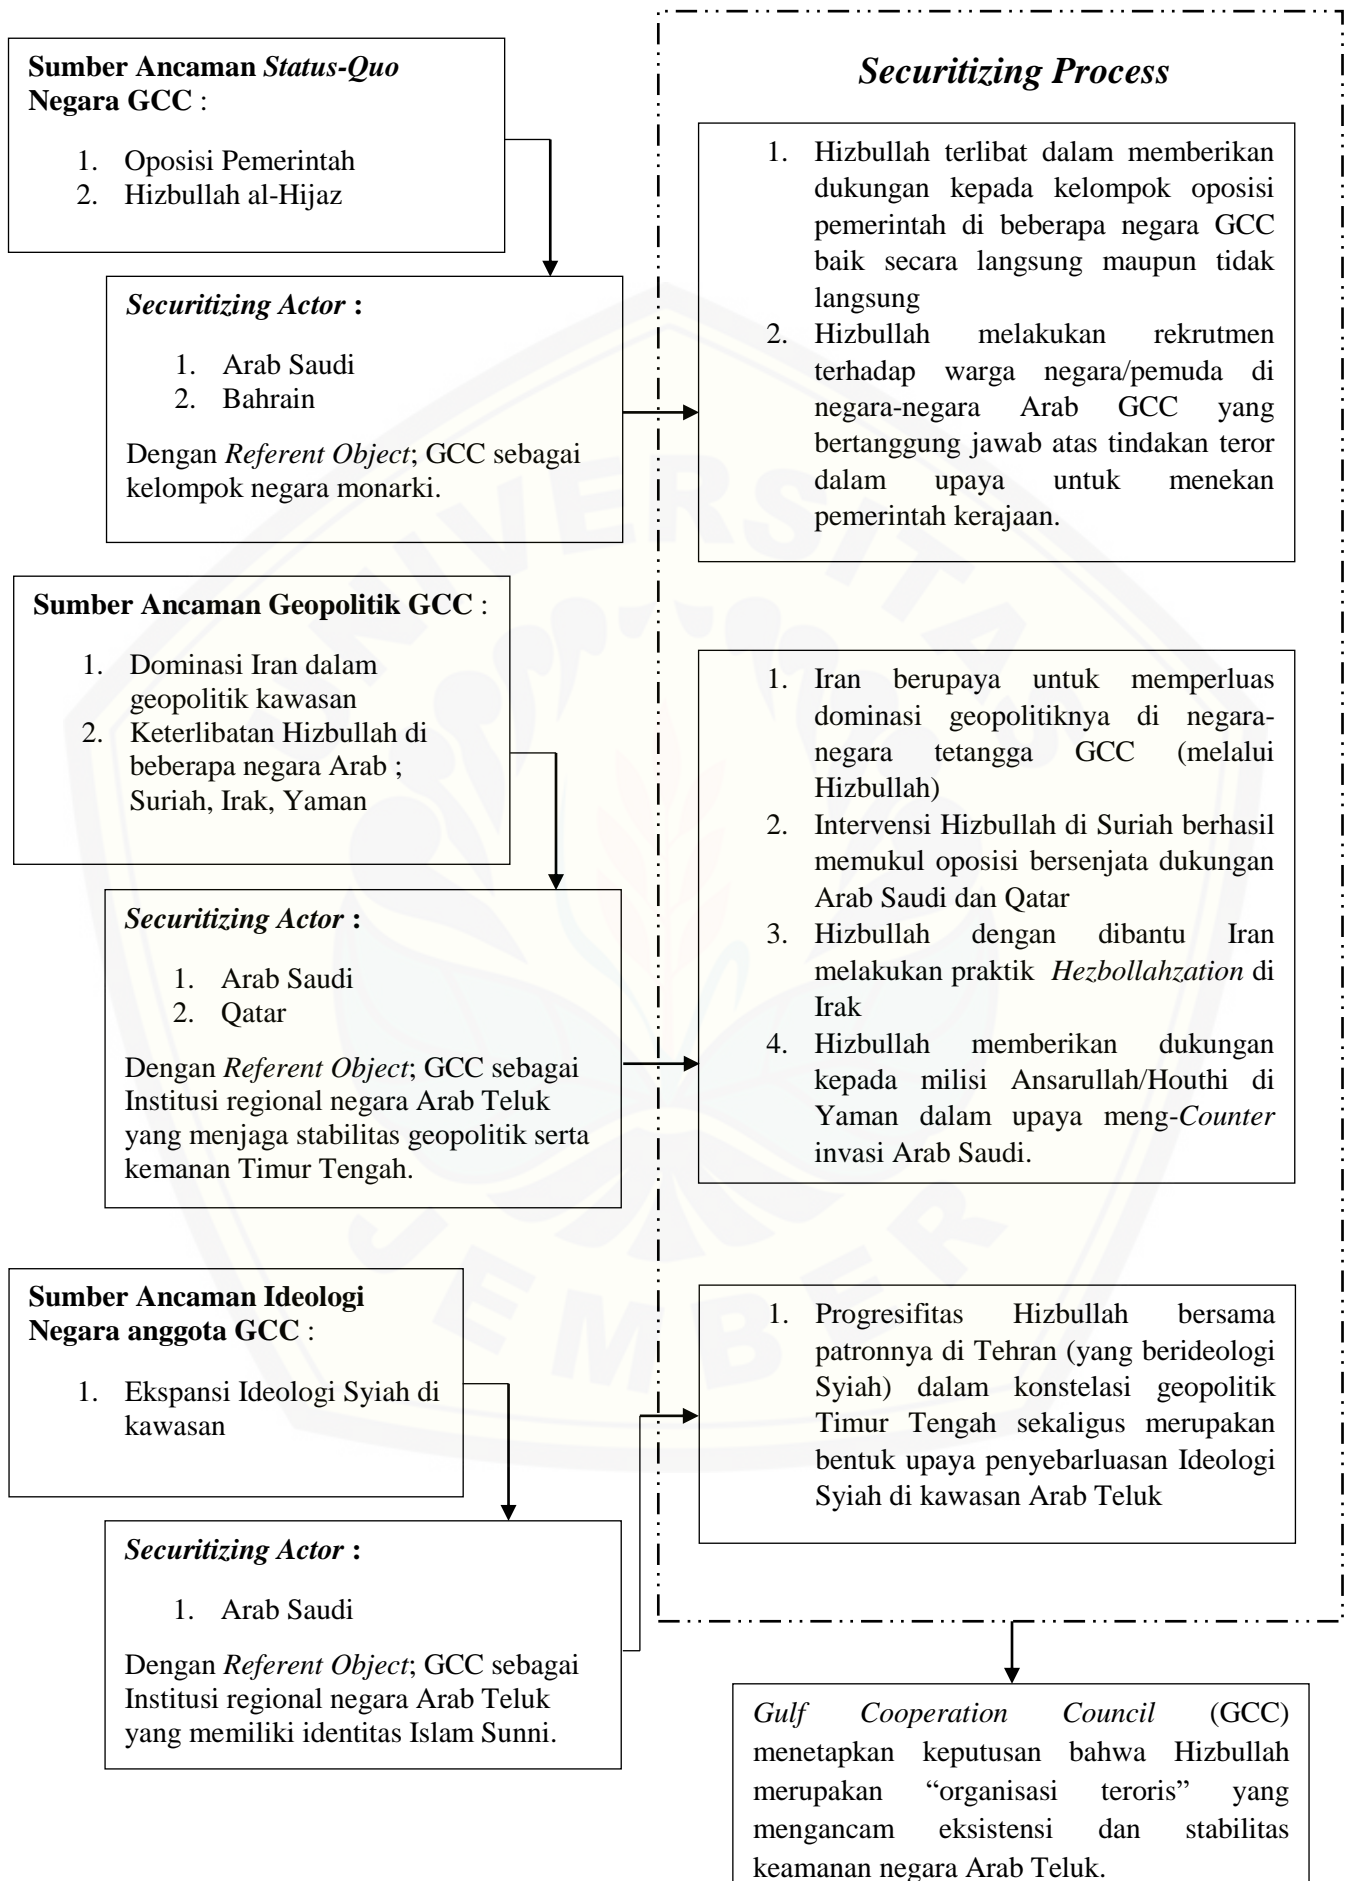 Sumber Ancaman Status-Quo
Negara GCC :
1. Oposisi Pemerintah
2. Hizbullah al-Hijaz
Securitizing Actor :
1. Arab Saudi
2. Bahrain
Dengan Referent Object; GCC sebagai
kelompok negara monarki.
Securitizing Process
1. Hizbullah terlibat dalam memberikan
dukungan kepada kelompok oposisi
pemerintah di beberapa negara GCC
baik secara langsung maupun tidak
langsung
2. Hizbullah melakukan rekrutmen
terhadap warga negara/pemuda di
negara-negara Arab GCC yang
bertanggung jawab atas tindakan teror
dalam upaya untuk menekan
pemerintah kerajaan.
Sumber Ancaman Geopolitik GCC :
1. Dominasi Iran dalam
geopolitik kawasan
2. Keterlibatan Hizbullah di
beberapa negara Arab ;
Suriah, Irak, Yaman
Securitizing Actor :
1. Arab Saudi
2. Qatar
Dengan Referent Object; GCC sebagai
Institusi regional negara Arab Teluk
yang menjaga stabilitas geopolitik serta
kemanan Timur Tengah.
1. Iran berupaya untuk memperluas
dominasi geopolitiknya di negara-
negara tetangga GCC (melalui
Hizbullah)
2. Intervensi Hizbullah di Suriah berhasil
memukul oposisi bersenjata dukungan
Arab Saudi dan Qatar
3. Hizbullah dengan dibantu Iran
melakukan praktik Hezbollahzation di
Irak
4. Hizbullah memberikan dukungan
kepada milisi Ansarullah/Houthi di
Yaman dalam upaya meng-Counter
invasi Arab Saudi.
Sumber Ancaman Ideologi
Negara anggota GCC :
1. Ekspansi Ideologi Syiah di
kawasan
Securitizing Actor :
1. Arab Saudi
Dengan Referent Object; GCC sebagai
Institusi regional negara Arab Teluk
yang memiliki identitas Islam Sunni.
1. Progresifitas Hizbullah bersama
patronnya di Tehran (yang berideologi
Syiah) dalam konstelasi geopolitik
Timur Tengah sekaligus merupakan
bentuk upaya penyebarluasan Ideologi
Syiah di kawasan Arab Teluk
Gulf Cooperation Council (GCC)
menetapkan keputusan bahwa Hizbullah
merupakan “organisasi teroris” yang
mengancam eksistensi dan stabilitas
keamanan negara Arab Teluk.
UNIVERSITAS
JEMBER